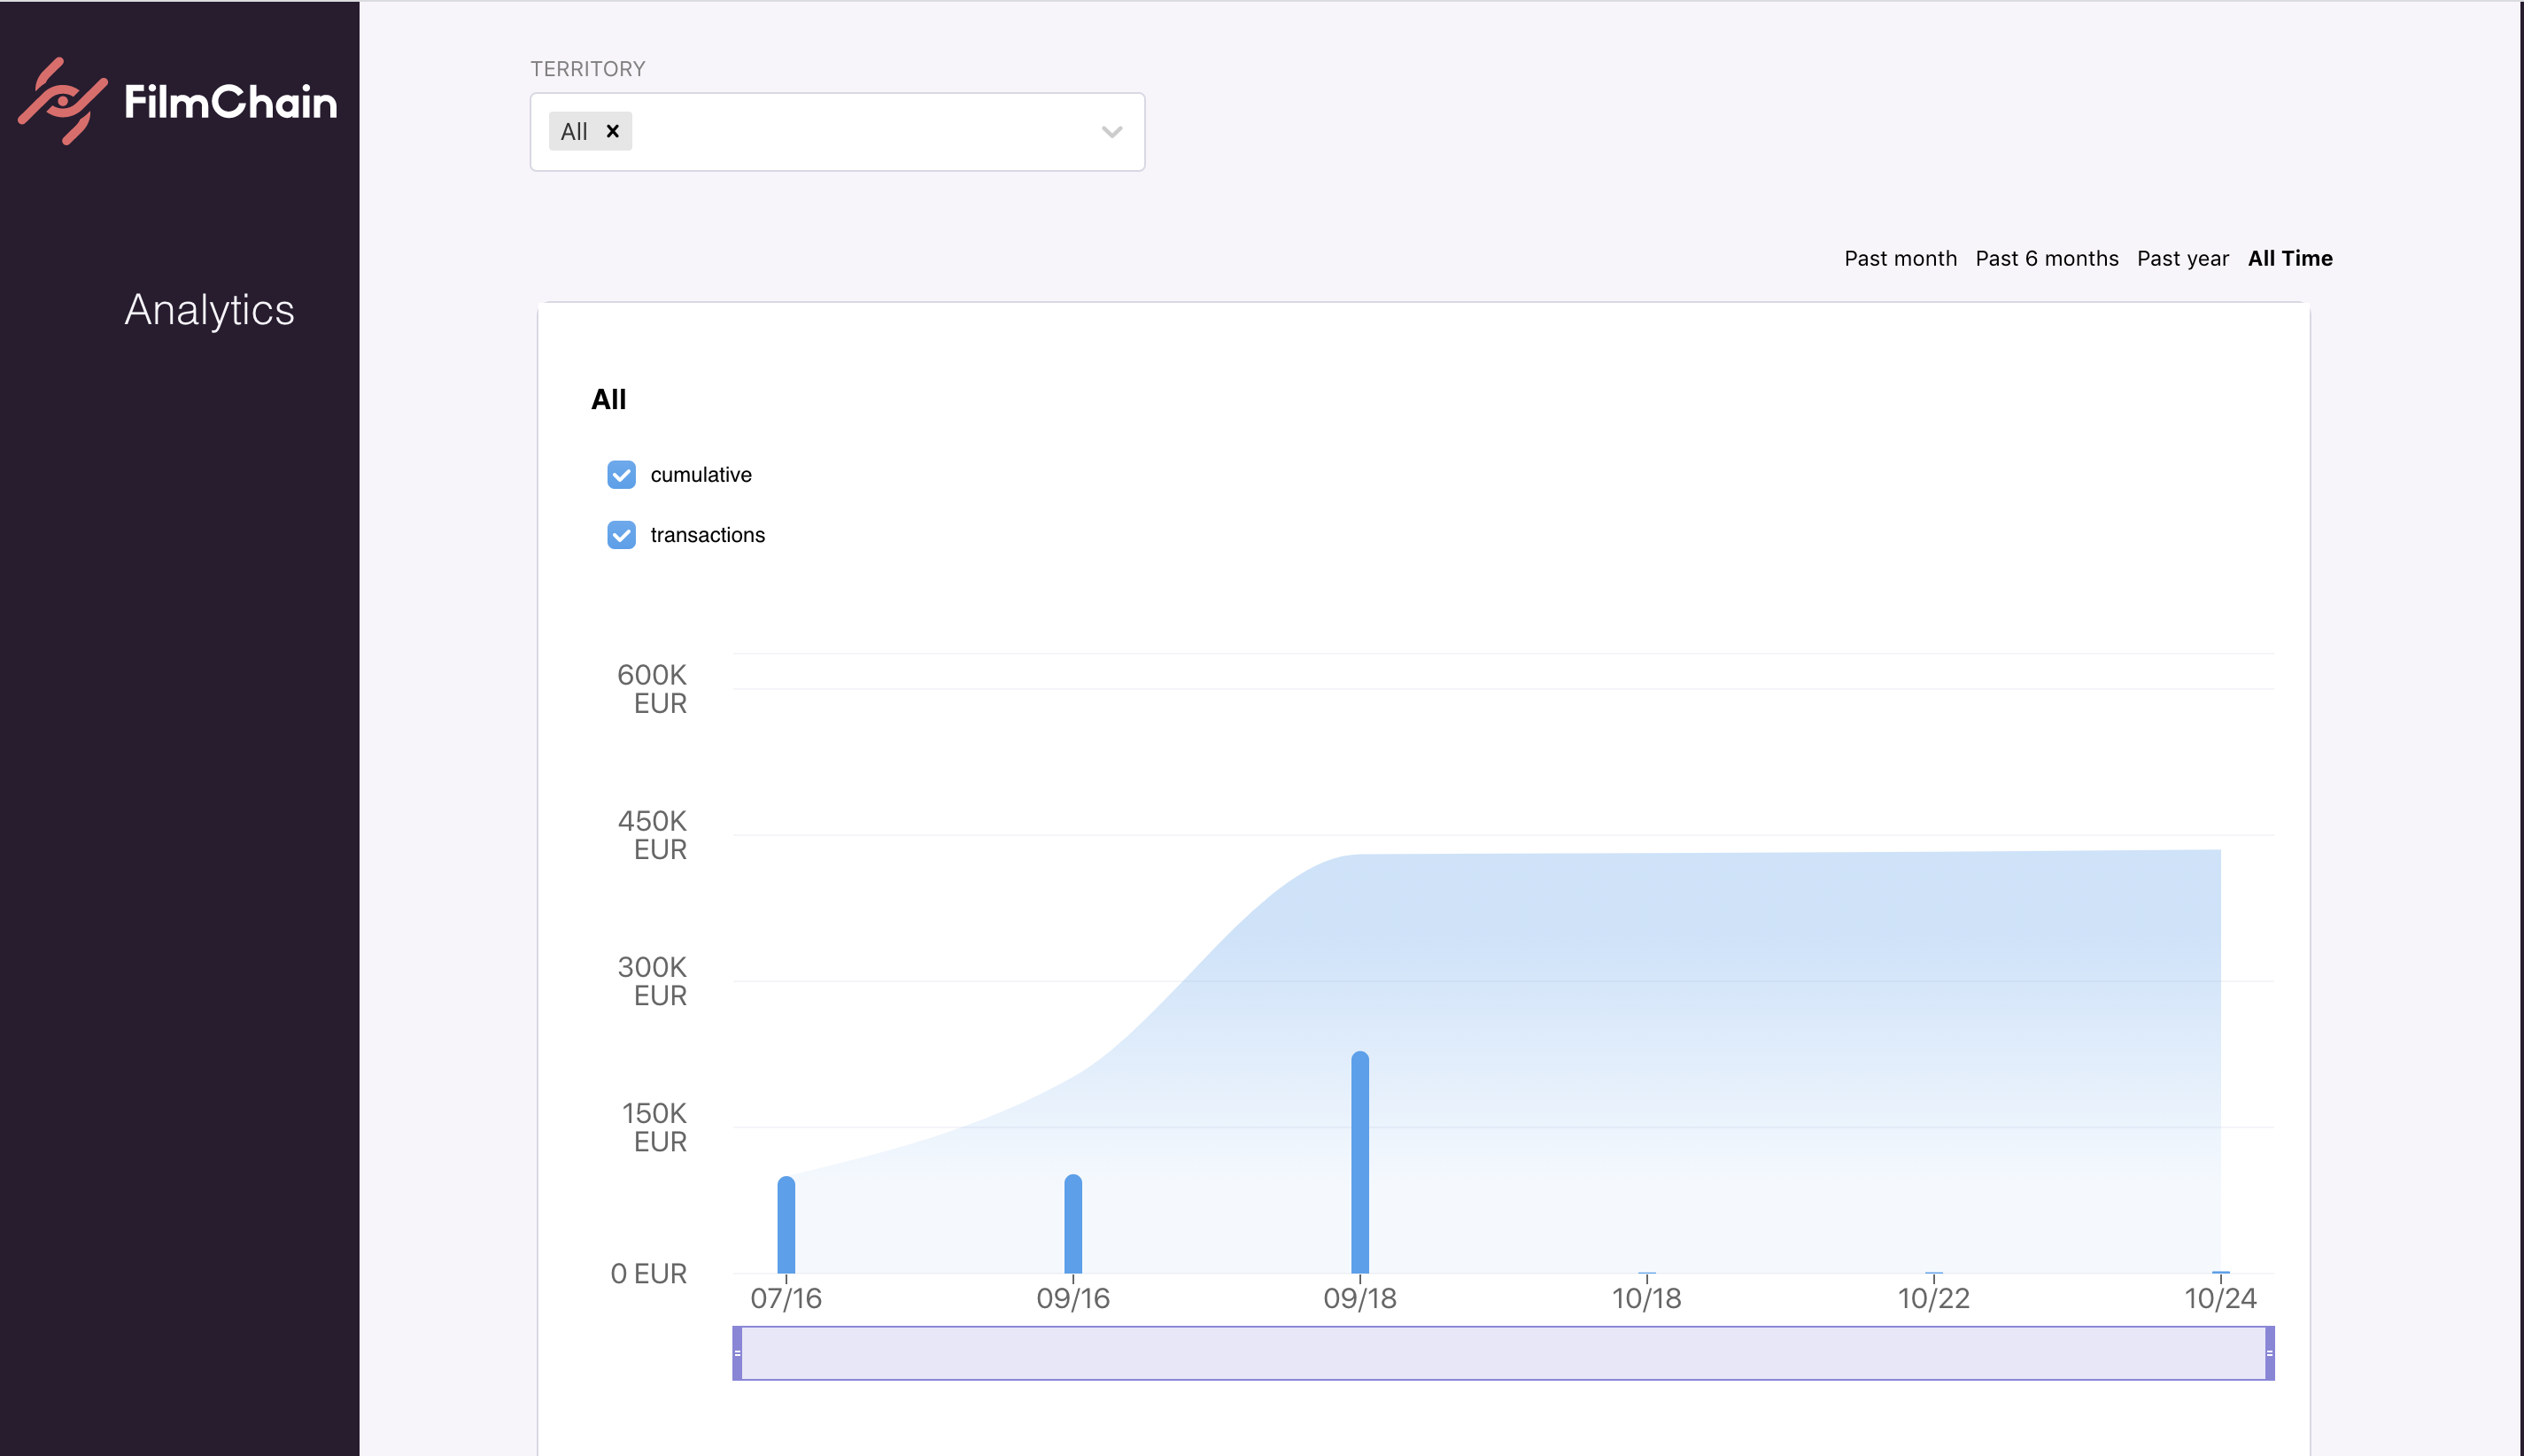 FilmChain
Analytics
TERRITORY
All
Past month Past 6 months Past year All Time
All
cumulative
transactions
600K
EUR
450K
EUR
300K
EUR
150K
EUR
0 EUR
07/16 09/16 09/18 10/18 10/22 10/24